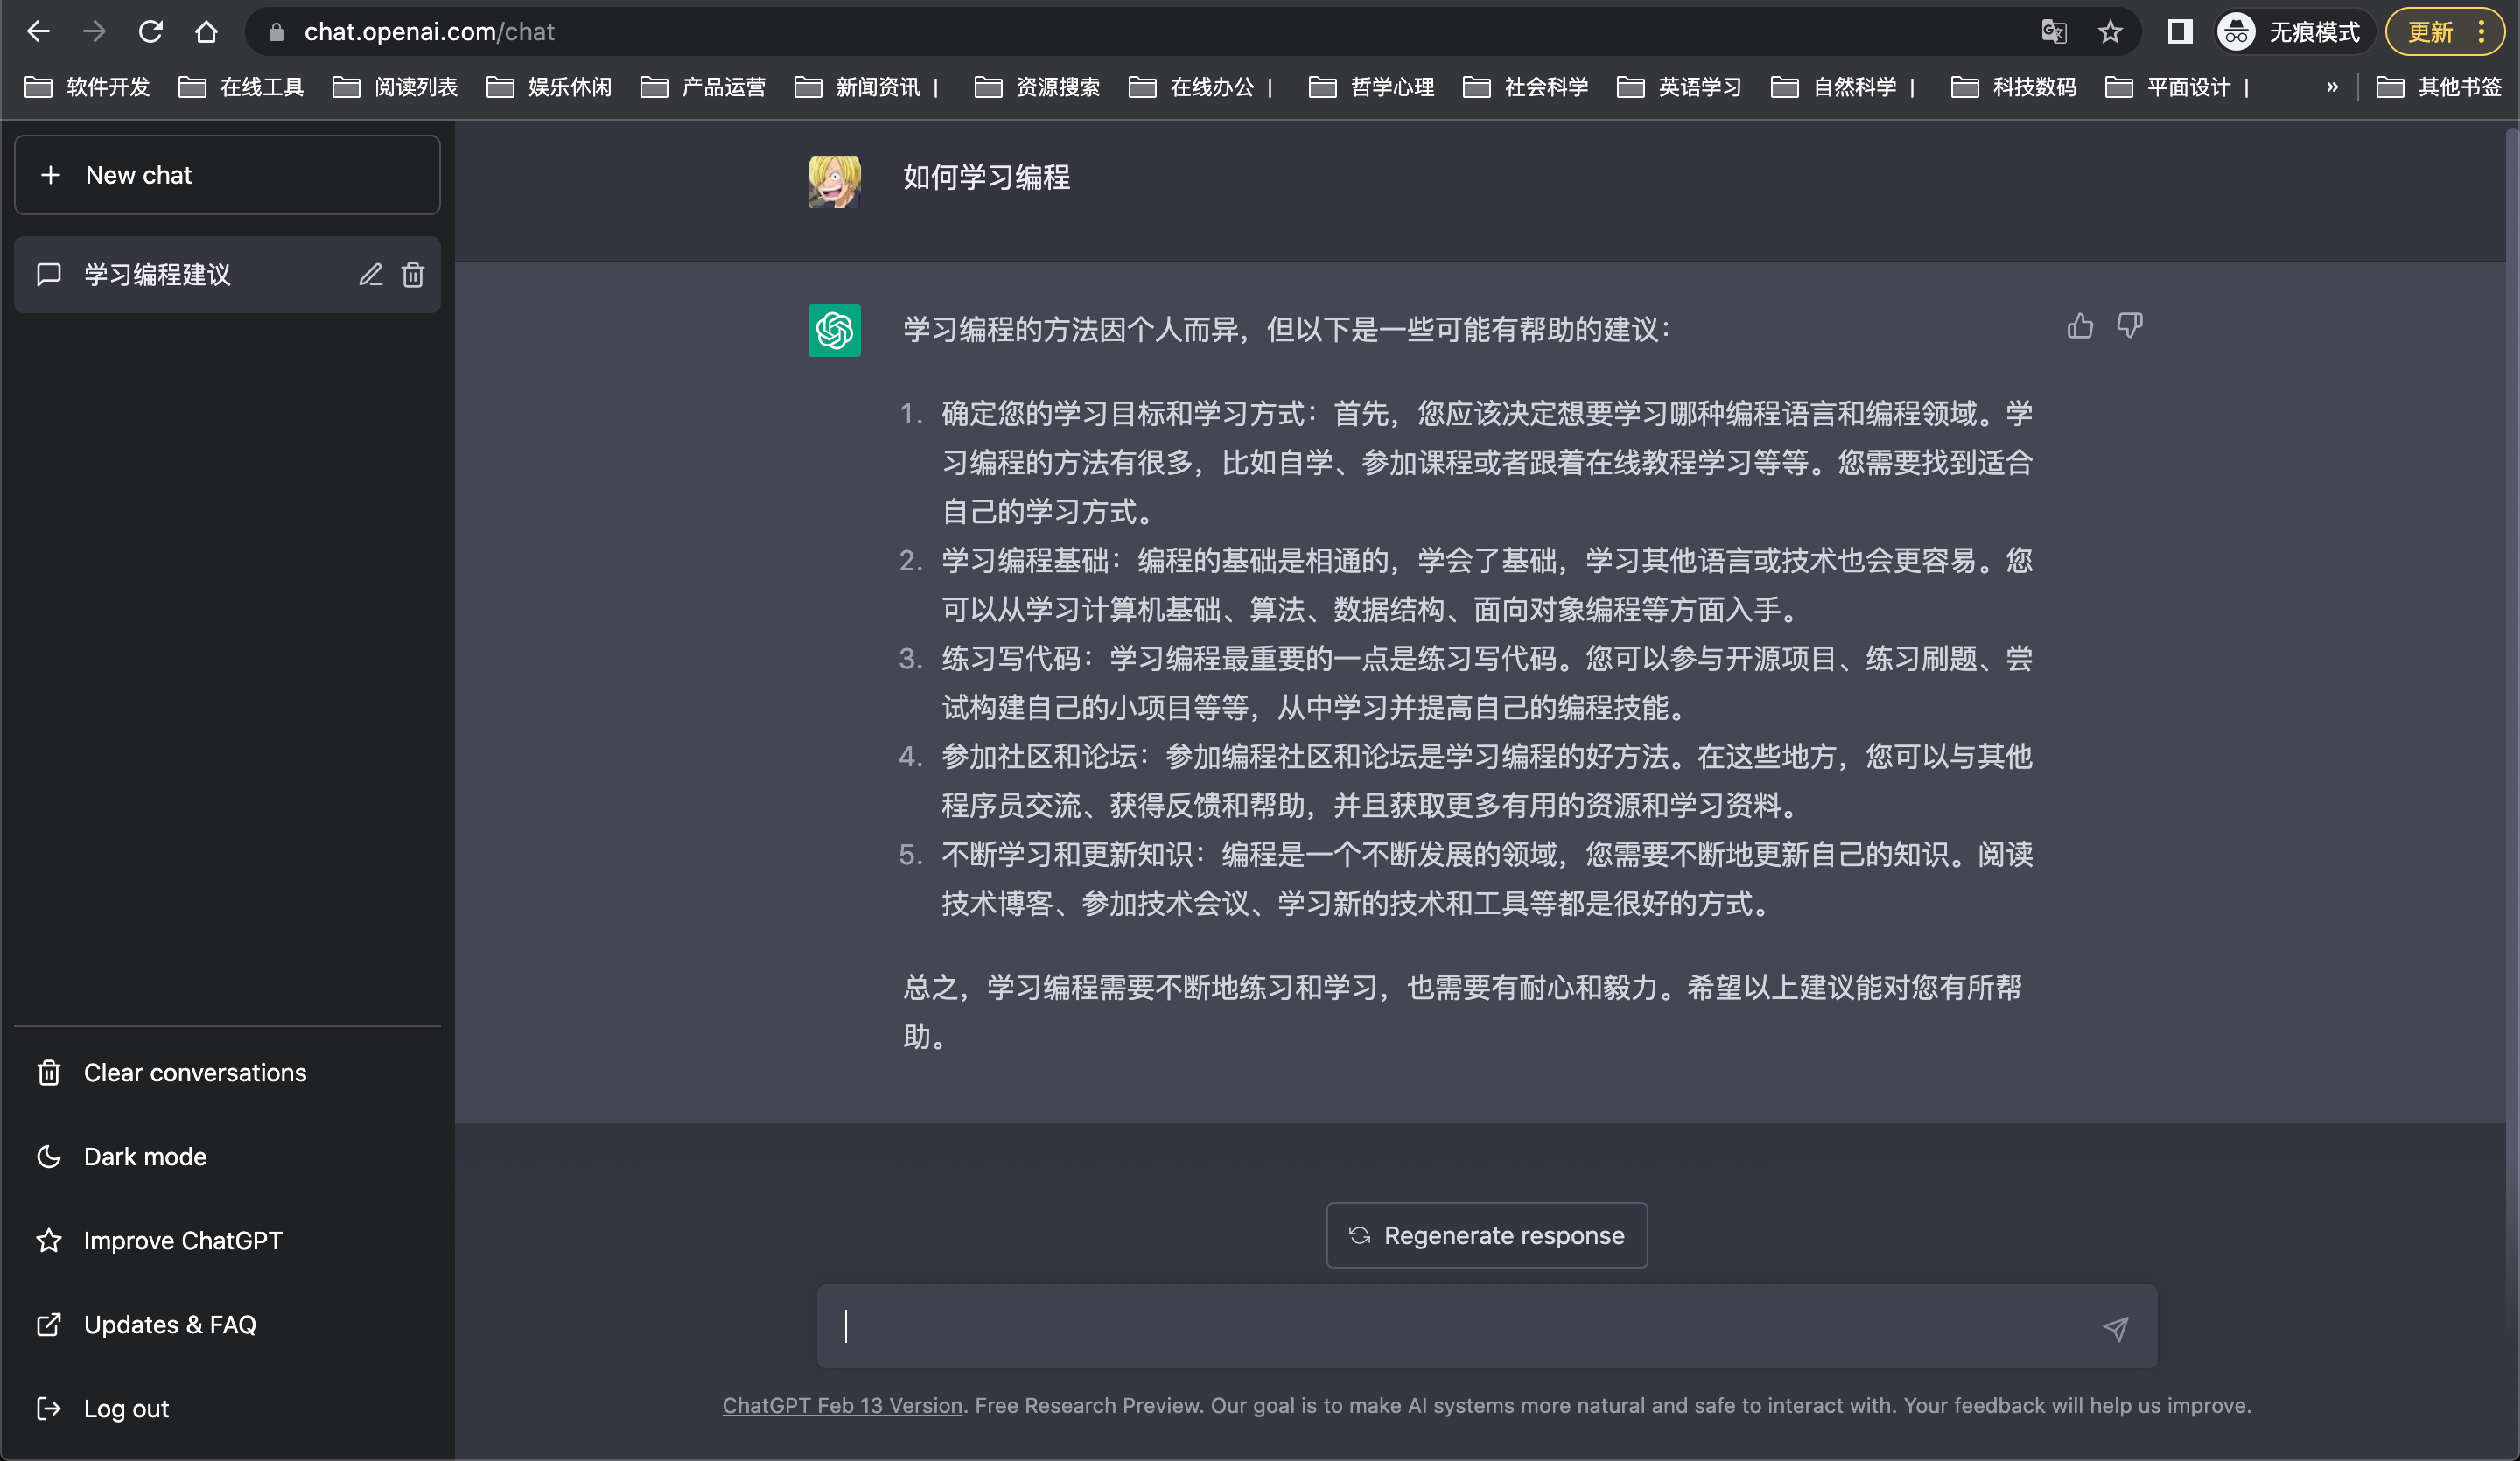 chat.openai.com/chat
无痕模式
更新
软件开发 在线工具 阅读列表 娱乐休闲 产品运营 新闻资讯 | 资源搜索 在线办公 | 哲学心理 社会科学 英语学习 自然科学 | 科技数码 平面设计 | » 其他书签
New chat
学习编程建议
Clear conversations
Dark mode
Improve ChatGPT
Updates & FAQ
Log out
如何学习编程
学习编程的方法因个人而异，但以下是一些可能有帮助的建议：
1. 确定您的学习目标和学习方式：首先，您应该决定想要学习哪种编程语言和编程领域。学
习编程的方法有很多，比如自学、参加课程或者跟着在线教程学习等等。您需要找到适合
自己的学习方式。
2. 学习编程基础：编程的基础是相通的，学会了基础，学习其他语言或技术也会更容易。您
可以从学习计算机基础、算法、数据结构、面向对象编程等方面入手。
3. 练习写代码：学习编程最重要的一点是练习写代码。您可以参与开源项目、练习刷题、尝
试构建自己的小项目等等，从中学习并提高自己的编程技能。
4. 参加社区和论坛：参加编程社区和论坛是学习编程的好方法。在这些地方，您可以与其他
程序员交流、获得反馈和帮助，并且获取更多有用的资源和学习资料。
5. 不断学习和更新知识：编程是一个不断发展的领域，您需要不断地更新自己的知识。阅读
技术博客、参加技术会议、学习新的技术和工具等都是很好的方式。
总之，学习编程需要不断地练习和学习，也需要有耐心和毅力。希望以上建议能对您有所帮
助。
Regenerate response
ChatGPT Feb 13 Version. Free Research Preview. Our goal is to make AI systems more natural and safe to interact with. Your feedback will help us improve.